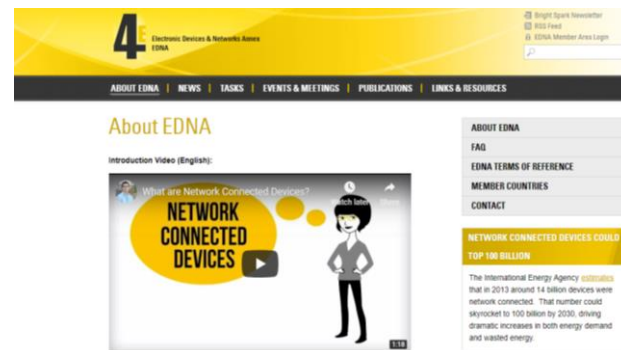 4E
Electronic Devices & Networks Annex
EDNA
Bright Spark Newsletter
RSS Feed
EDNA Member Area Login
ABOUT EDNA | NEWS | TASKS | EVENTS & MEETINGS | PUBLICATIONS | LINKS & RESOURCES
About EDNA
Introduction Video (English):
What are Network Connected Devices?
Watch later
Share
NETWORK
CONNECTED
DEVICES
1:18
ABOUT EDNA
FAQ
EDNA TERMS OF REFERENCE
MEMBER COUNTRIES
CONTACT
NETWORK CONNECTED DEVICES COULD
TOP 100 BILLION
The International Energy Agency estimates
that in 2013 around 14 billion devices were
network connected. That number could
skyrocket to 100 billion by 2030, driving
dramatic increases in both energy demand
and wasted energy.